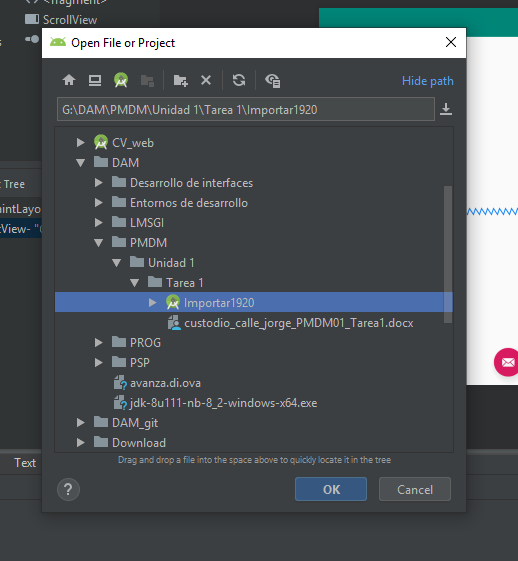 <fragment>
ScrollView
Open File or Project
Hide path
G:\DAM\PMDM\Unidad 1\Tarea 1\Importar1920
CV_web
DAM
Desarrollo de interfaces
Entornos de desarrollo
LMSGI
PMDM
Unidad 1
Tarea 1
Importar1920
custodio_calle_jorge_PMDM01_Tarea1.docx
PROG
PSP
avanza.di.ova
jdk-8u111-nb-8_2-windows-x64.exe
DAM_git
Download
Drag and drop a file into the space above to quickly locate it in the tree
? OK Cancel
Tree
Text